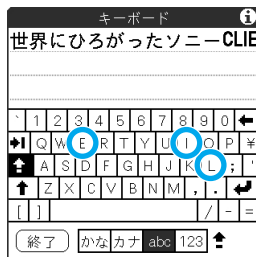 キーボード i
世界にひろがったソニーCLIE
` 1 2 3 4 5 6 7 8 9 0
Q W E R T Y U I O P ¥
A S D F G H J K L ; '
Z X C V B N M , .
[ ] / - =
終了 かな カナ abc 123